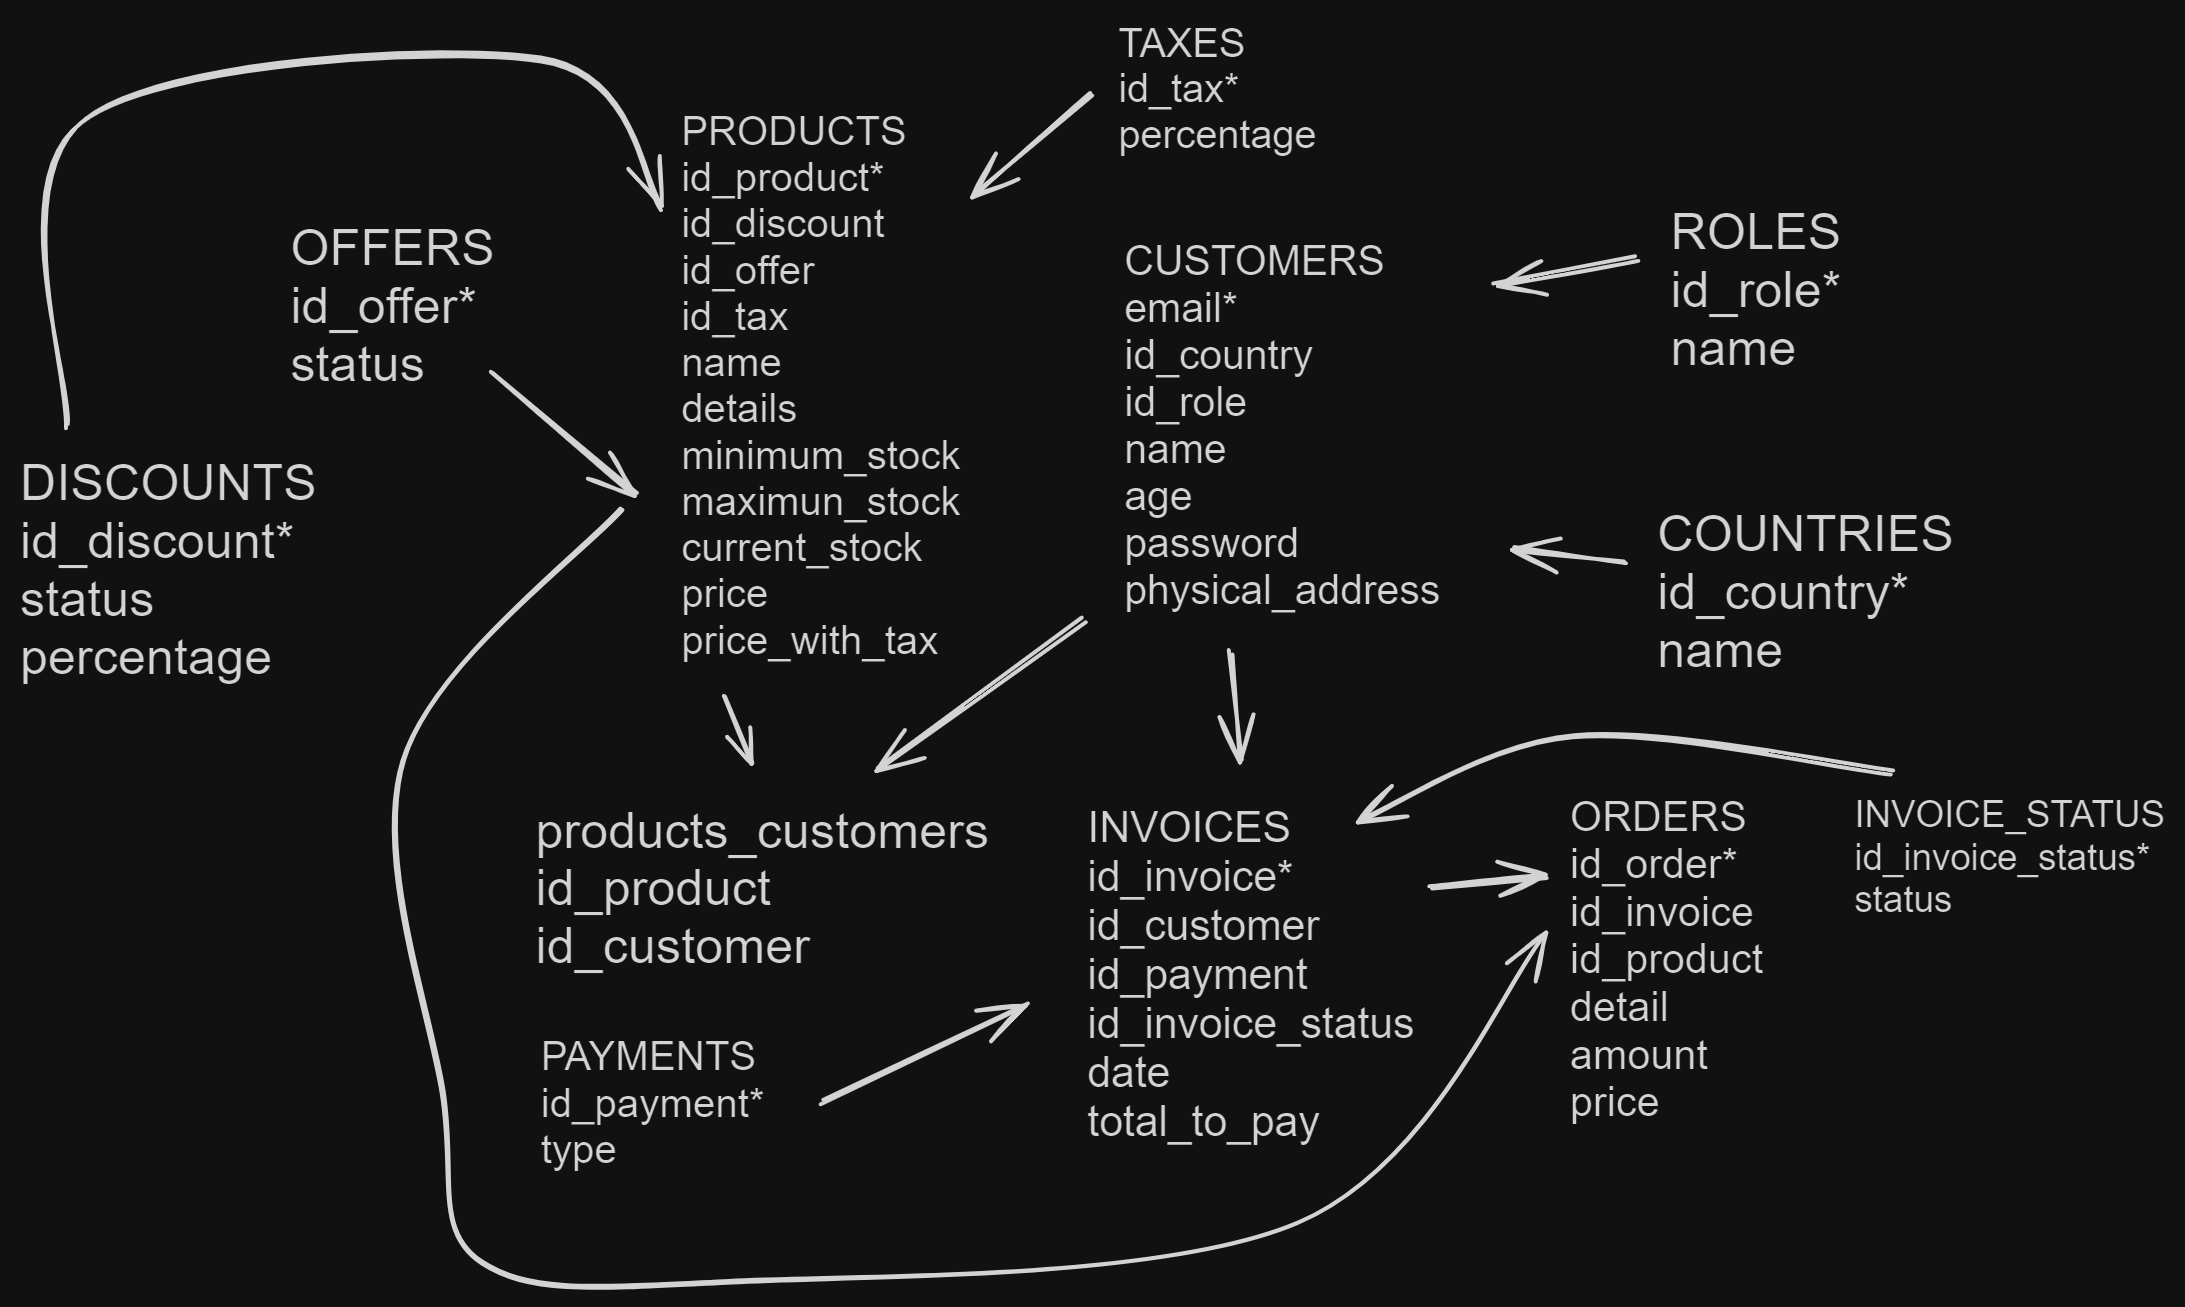 TAXES
id_tax*
percentage
PRODUCTS
id_product*
id_discount
id_offer
id_tax
name
details
minimum_stock
maximun_stock
current_stock
price
price_with_tax
OFFERS
id_offer*
status
DISCOUNTS
id_discount*
status
percentage
CUSTOMERS
email*
id_country
id_role
name
age
password
physical_address
ROLES
id_role*
name
COUNTRIES
id_country*
name
products_customers
id_product
id_customer
PAYMENTS
id_payment*
type
INVOICES
id_invoice*
id_customer
id_payment
id_invoice_status
date
total_to_pay
ORDERS
id_order*
id_invoice
id_product
detail
amount
price
INVOICE_STATUS
id_invoice_status*
status